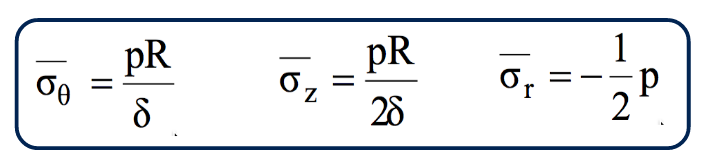 σ̅_θ = pR/δ    σ̅_z = pR/2δ    σ̅_r = −1/2 p